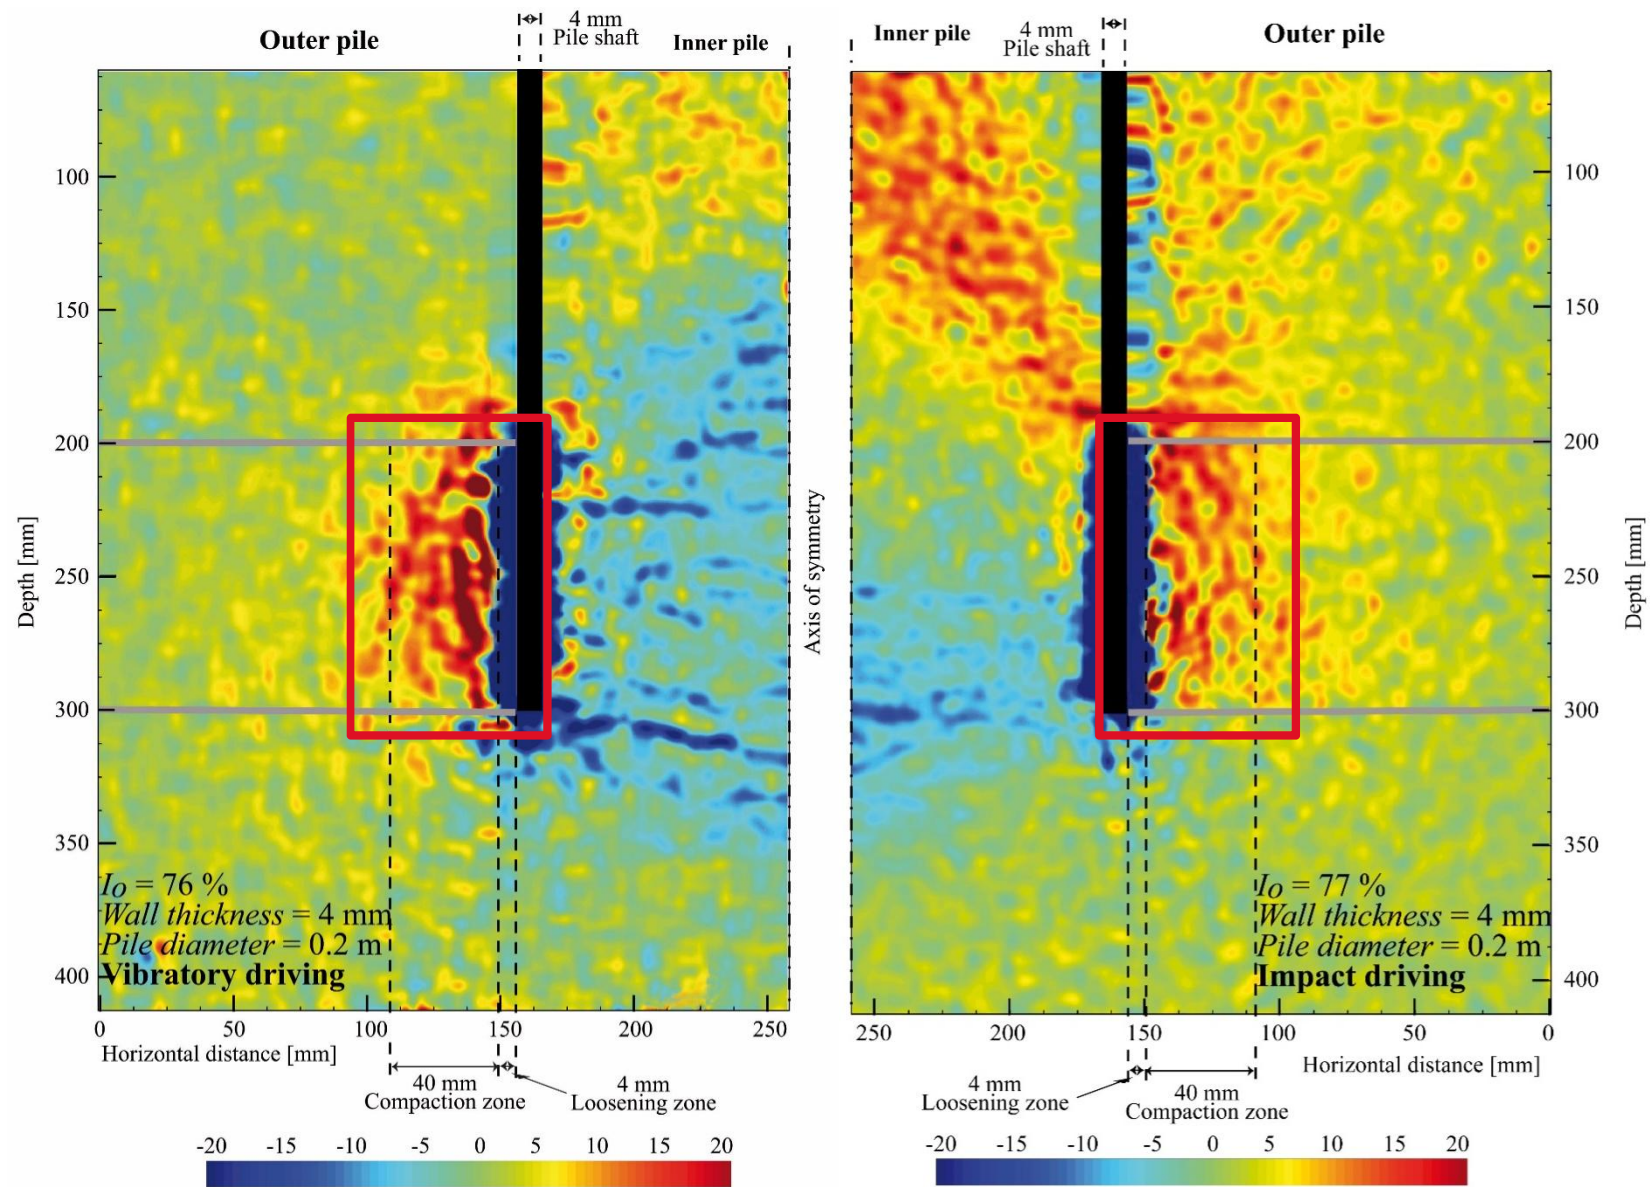 Outer pile
4 mm
Pile shaft
Inner pile
100
150
200
250
300
350
400
Depth [mm]
I₀ = 76 %
Wall thickness = 4 mm
Pile diameter = 0.2 m
Vibratory driving
0 50 100 150 200 250
Horizontal distance [mm]
40 mm
Compaction zone
4 mm
Loosening zone
-20 -15 -10 -5 0 5 10 15 20
Axis of symmetry
Inner pile
4 mm
Pile shaft
Outer pile
100
150
200
250
300
350
400
Depth [mm]
I₀ = 77 %
Wall thickness = 4 mm
Pile diameter = 0.2 m
Impact driving
250 200 150 100 50 0
Horizontal distance [mm]
4 mm
Loosening zone
40 mm
Compaction zone
-20 -15 -10 -5 0 5 10 15 20